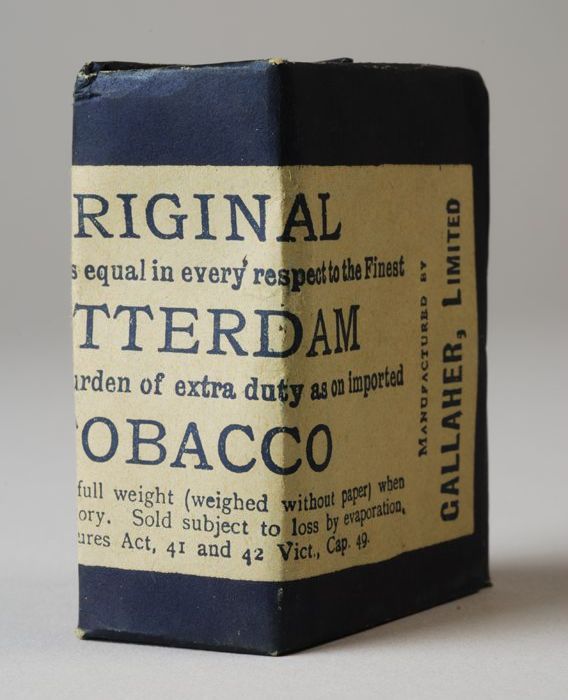 RIGINAL
s equal in every respect to the Finest
TTERDAM
urden of extra duty as on imported
OBACCO
full weight (weighed without paper) when
ory. Sold subject to loss by evaporation,
ures Act, 41 and 42 Vict., Cap. 49.
MANUFACTURED BY
GALLAHER, LIMITED